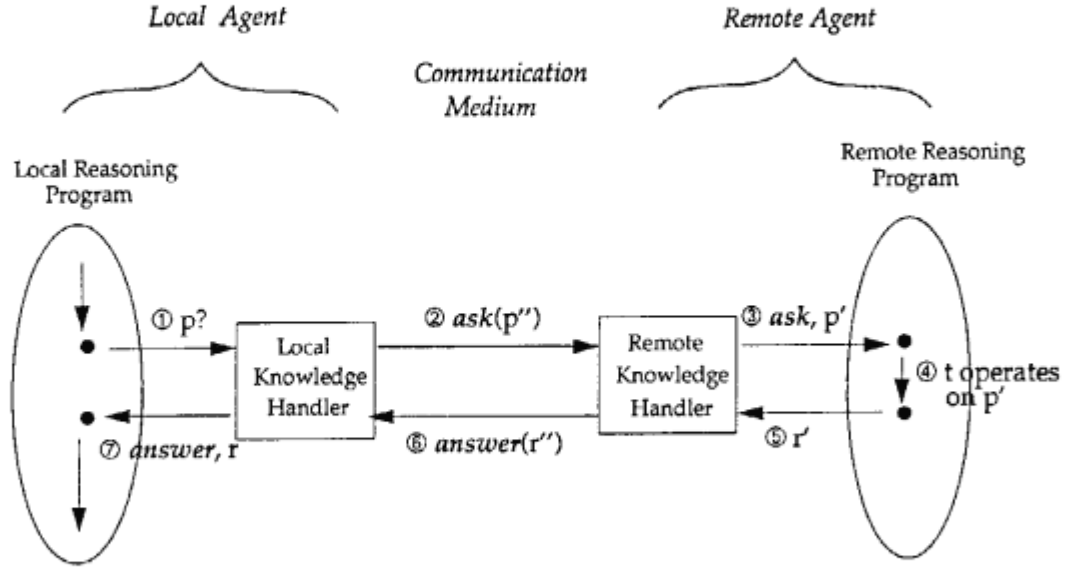 Local Agent
Remote Agent
Communication
Medium
Local Reasoning
Program
Remote Reasoning
Program
① p?
② ask(p'')
③ ask, p'
Local
Knowledge
Handler
Remote
Knowledge
Handler
④ t operates
on p'
⑦ answer, r
⑥ answer(r'')
⑤ r'